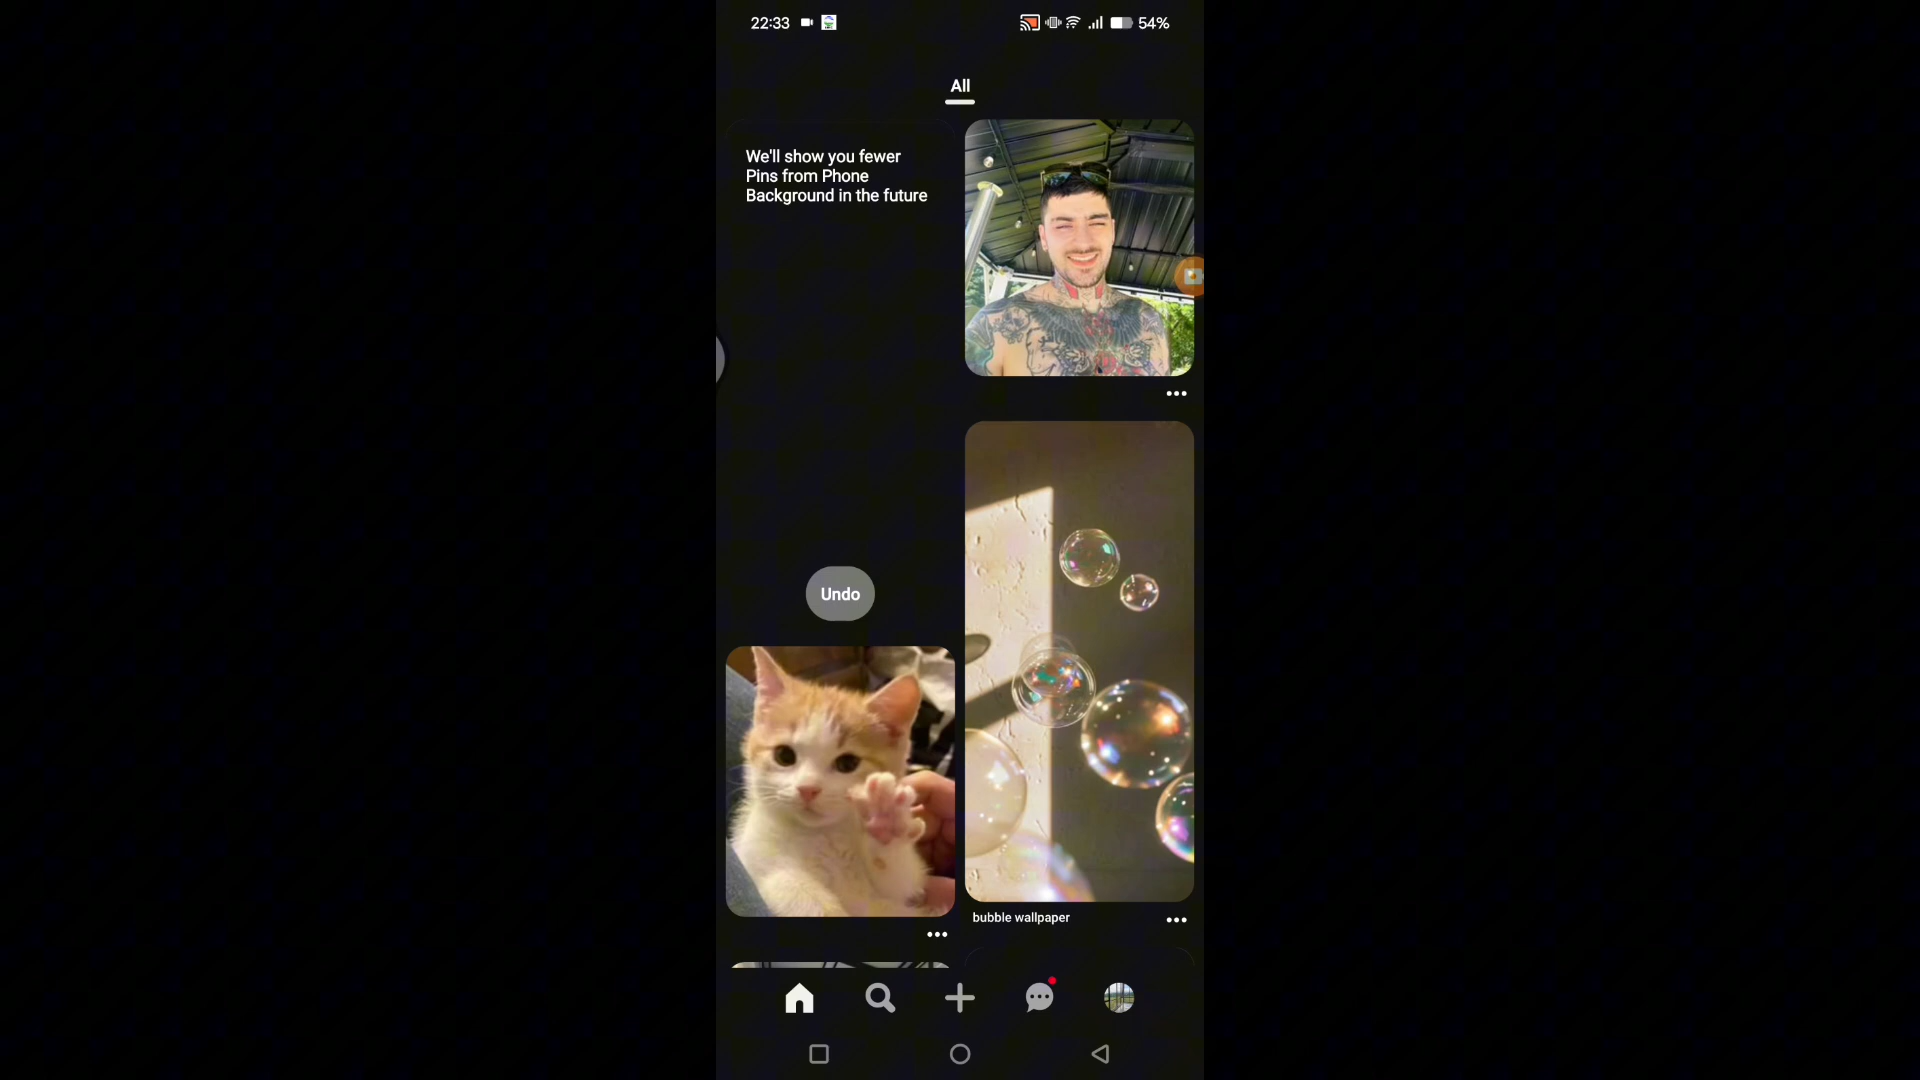 22:33
54%
All
We'll show you fewer
Pins from Phone
Background in the future
Undo
bubble wallpaper